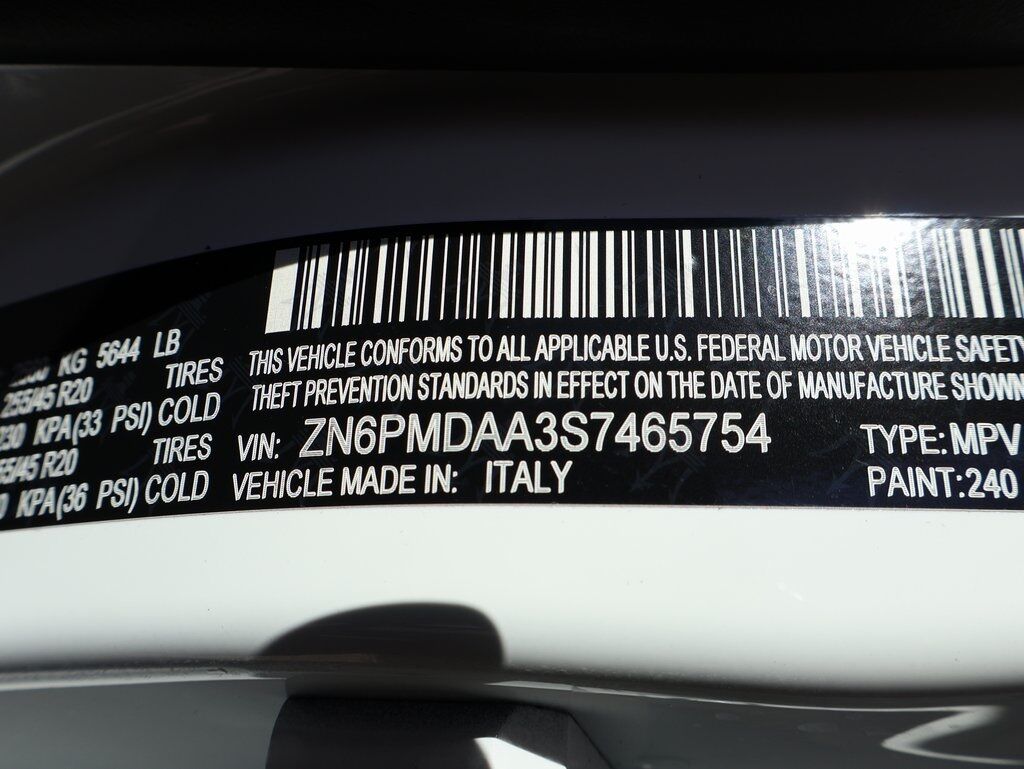 KG 5644 LB
255/45 R20 TIRES
KPA(33 PSI) COLD
R20 TIRES
KPA(36 PSI) COLD
THIS VEHICLE CONFORMS TO ALL APPLICABLE U.S. FEDERAL MOTOR VEHICLE SAFETY
THEFT PREVENTION STANDARDS IN EFFECT ON THE DATE OF MANUFACTURE SHOWN
VIN: ZN6PMDAA3S7465754 TYPE: MPV
VEHICLE MADE IN: ITALY PAINT:240